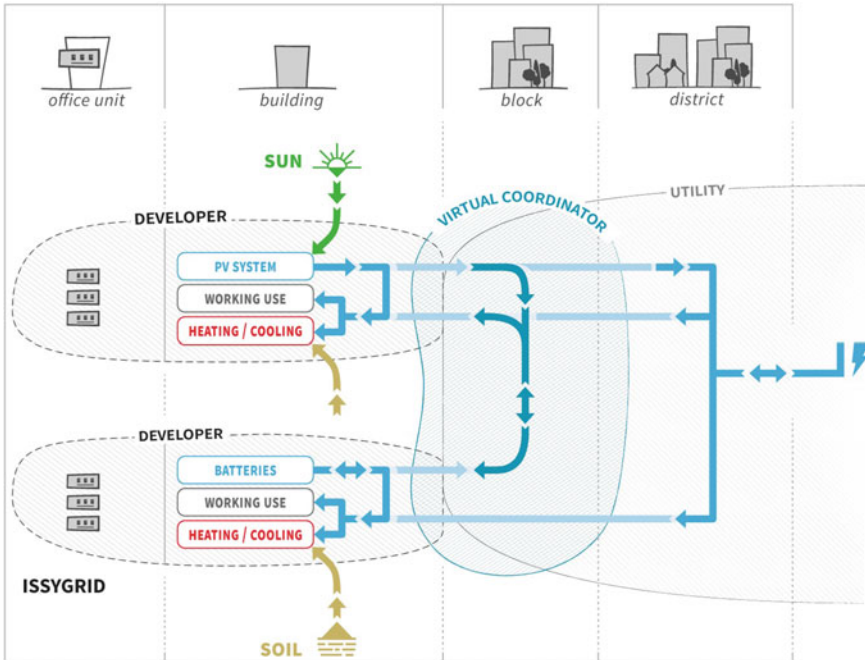 office unit
building
block
district
SUN
VIRTUAL COORDINATOR
UTILITY
DEVELOPER
PV SYSTEM
WORKING USE
HEATING / COOLING
DEVELOPER
BATTERIES
WORKING USE
HEATING / COOLING
ISSYGRID
SOIL